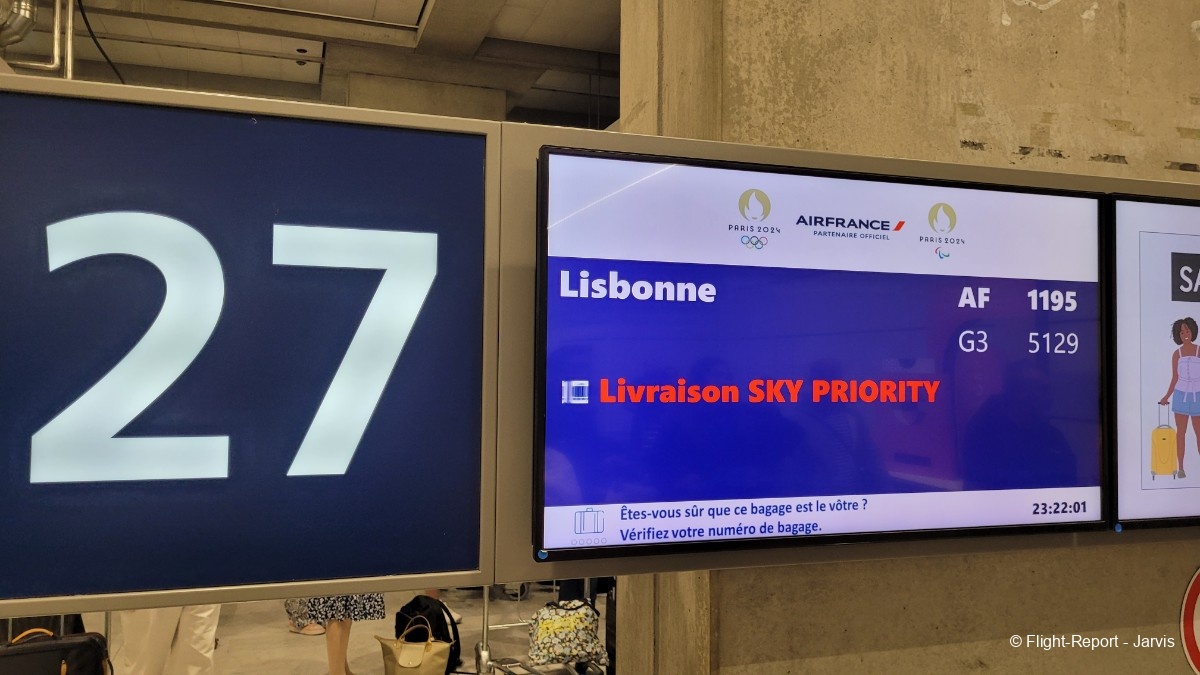 27
PARIS 2024
AIRFRANCE
PARTENAIRE OFFICIEL
PARIS 2024
Lisbonne AF 1195
G3 5129
Livraison SKY PRIORITY
Êtes-vous sûr que ce bagage est le vôtre ?
Vérifiez votre numéro de bagage.
23:22:01
SA
© Flight-Report - Jarvis